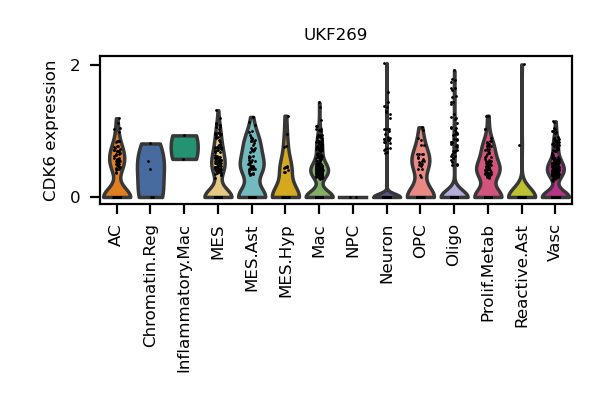 UKF269
CDK6 expression
2
0
AC
Chromatin.Reg
Inflammatory.Mac
MES
MES.Ast
MES.Hyp
Mac
NPC
Neuron
OPC
Oligo
Prolif.Metab
Reactive.Ast
Vasc